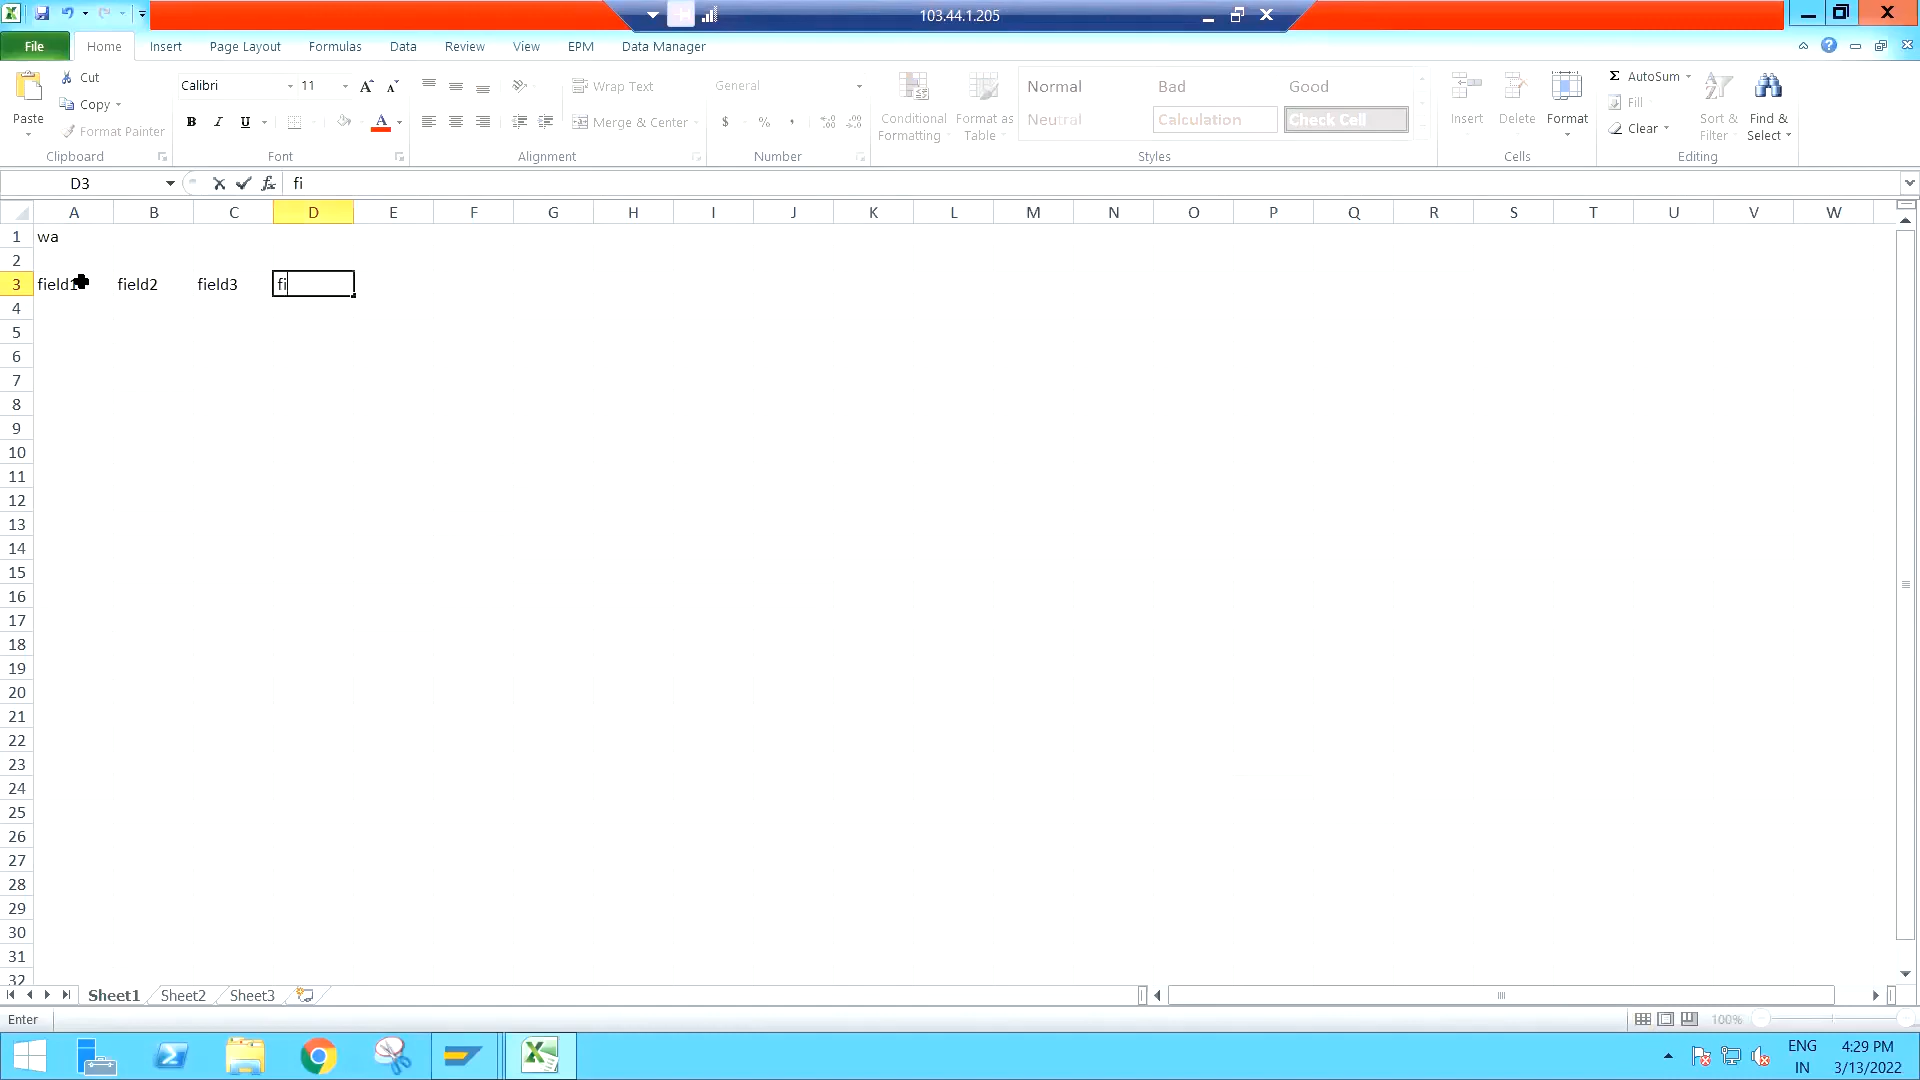 103.44.1.205
File Home Insert Page Layout Formulas Data Review View EPM Data Manager
Cut Calibri 11 A A Wrap Text General Normal Bad Good Σ AutoSum
Paste Copy Conditional Formatting Format as Table Insert Delete Format Fill Sort & Filter Find & Select
Format Painter B I U A Merge & Center $ % , Neutral Calculation Check Cell Clear
Clipboard Font Alignment Number Styles Cells Editing
D3 fx fi
A B C D E F G H I J K L M N O P Q R S T U V W
1 wa
2
3 field1 field2 field3 fi
4
5
6
7
8
9
10
11
12
13
14
15
16
17
18
19
20
21
22
23
24
25
26
27
28
29
30
31
32
Sheet1 Sheet2 Sheet3
Enter 100%
ENG 4:29 PM
IN 3/13/2022